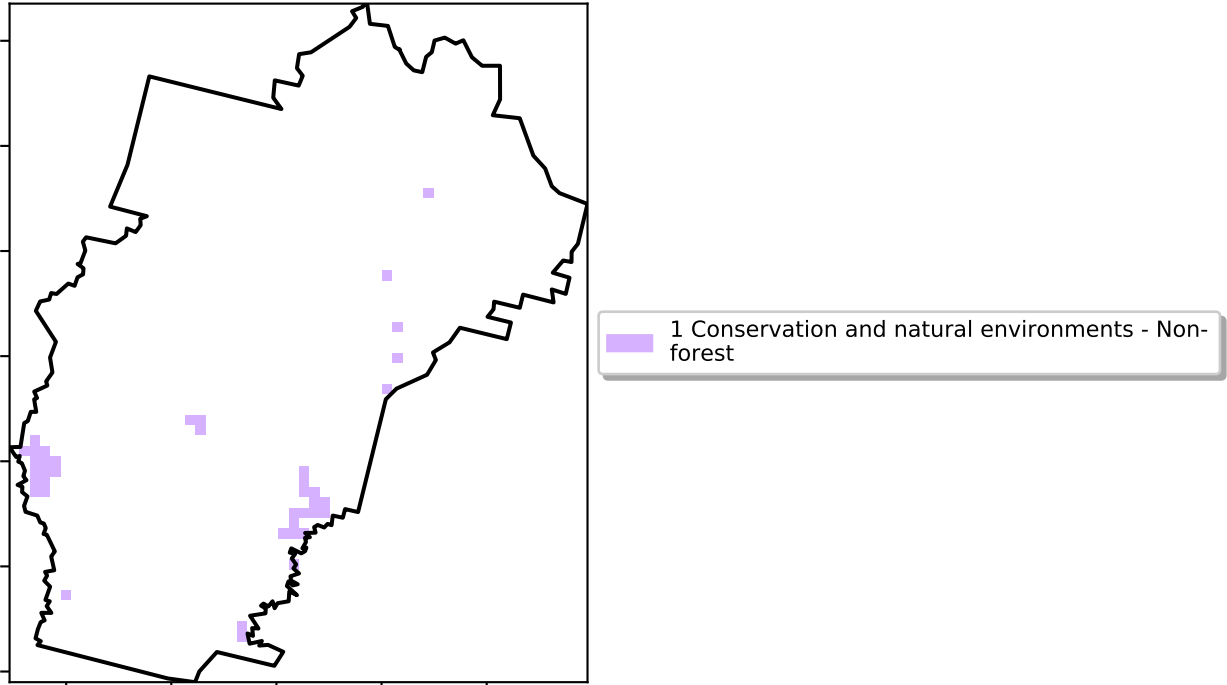 1 Conservation and natural environments - Non-
forest